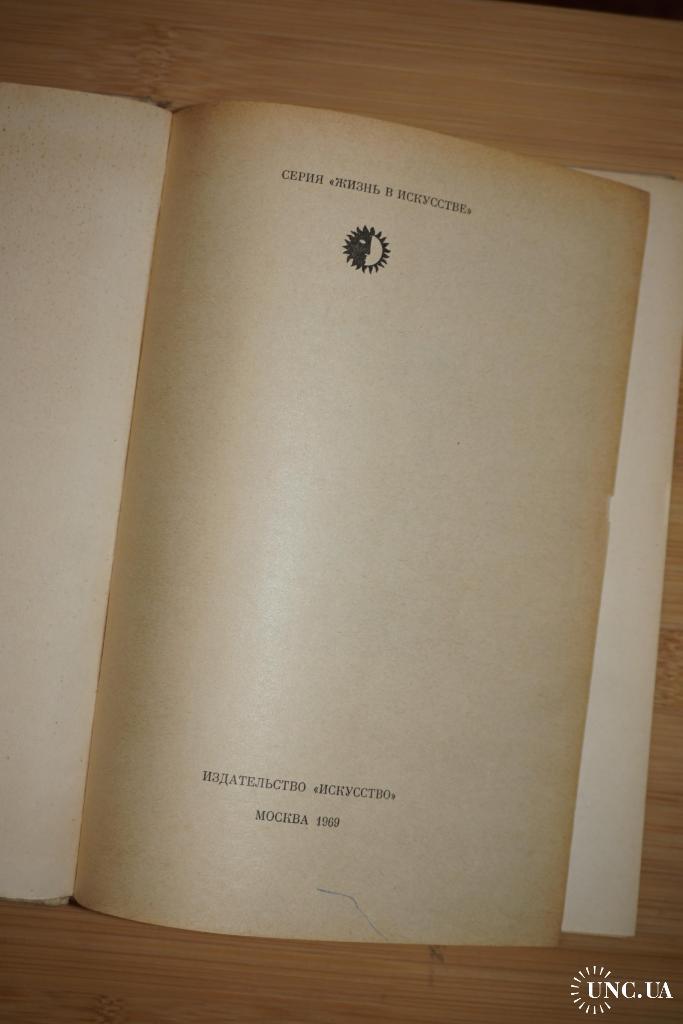 СЕРИЯ «ЖИЗНЬ В ИСКУССТВЕ»
ИЗДАТЕЛЬСТВО «ИСКУССТВО»
МОСКВА 1969
UNC.UA